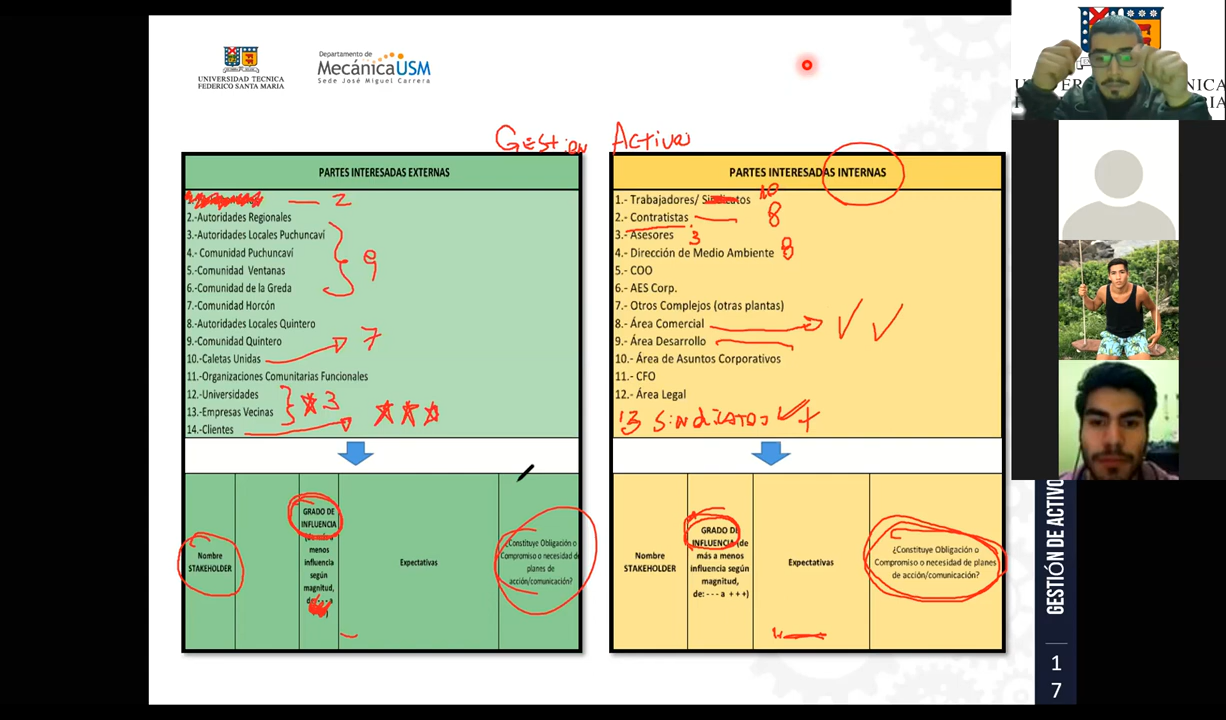 UNIVERSIDAD TECNICA
FEDERICO SANTA MARIA
Departamento de
MecánicaUSM
Sede José Miguel Carrera
GESTION ACTIVOS
PARTES INTERESADAS EXTERNAS
2
2.-Autoridades Regionales
3.-Autoridades Locales Puchuncaví
4.- Comunidad Puchuncaví
5.-Comunidad Ventanas
9
6.-Comunidad de la Greda
7.-Comunidad Horcón
8.-Autoridades Locales Quintero
9.-Comunidad Quintero
7
10.-Caletas Unidas
11.-Organizaciones Comunitarias Funcionales
12.-Universidades
3
13.-Empresas Vecinas
14.-Clientes
Nombre
STAKEHOLDER
GRADO DE
INFLUENCIA
menos
influencia
según
magnitud,
Expectativas
¿Constituye Obligación o
Compromiso o necesidad de
planes de
acción/comunicación?
PARTES INTERESADAS INTERNAS
10
1.- Trabajadores/ Sindicatos
2.- Contratistas
8
3.- Asesores
3
4.- Dirección de Medio Ambiente
8
5.- COO
6.- AES Corp.
7.- Otros Complejos (otras plantas)
8.- Área Comercial
9.- Área Desarrollo
10.- Área de Asuntos Corporativos
11.- CFO
12.- Área Legal
13 SINDICATOS
Nombre
STAKEHOLDER
GRADO DE
INFLUENCIA (de
más a menos
influencia según
magnitud,
de: - - - a + + +)
Expectativas
¿Constituye Obligación o
Compromiso o necesidad de planes
de acción/comunicación?
GESTIÓN DE ACTIVO
1
7